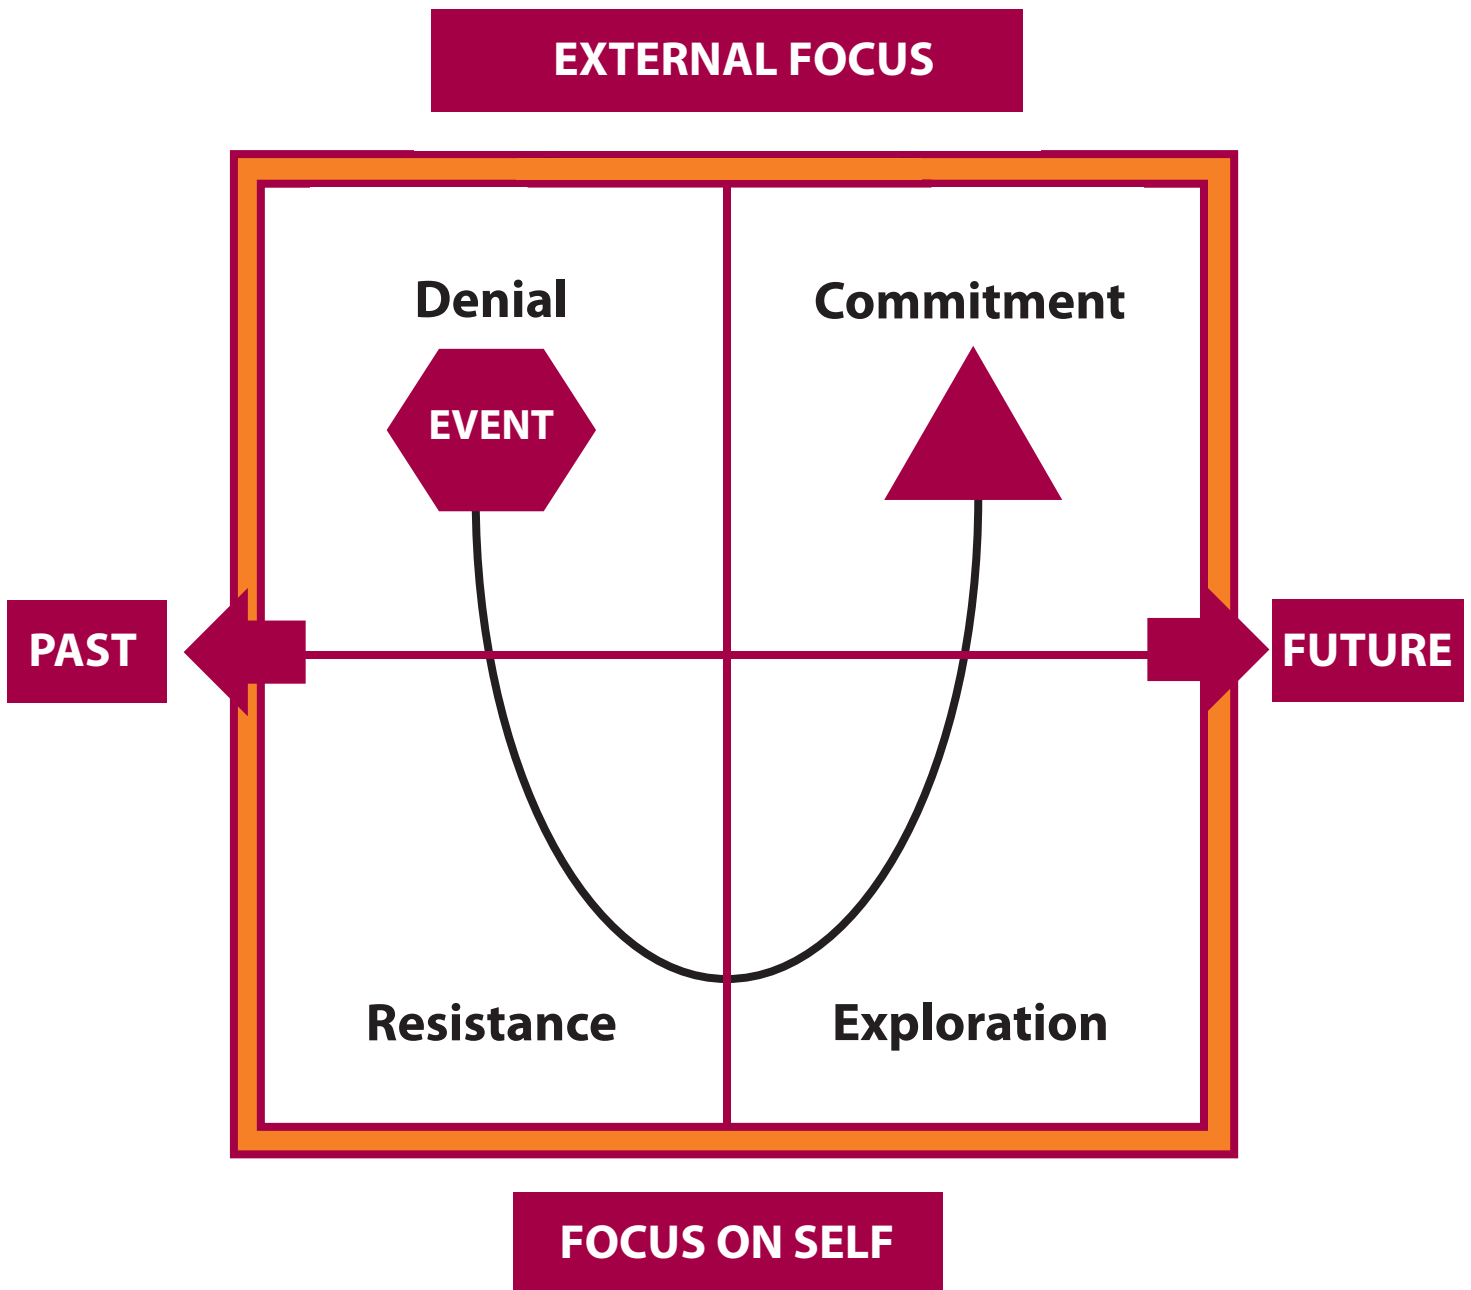 EXTERNAL FOCUS
Denial
Commitment
EVENT
PAST
FUTURE
Resistance
Exploration
FOCUS ON SELF